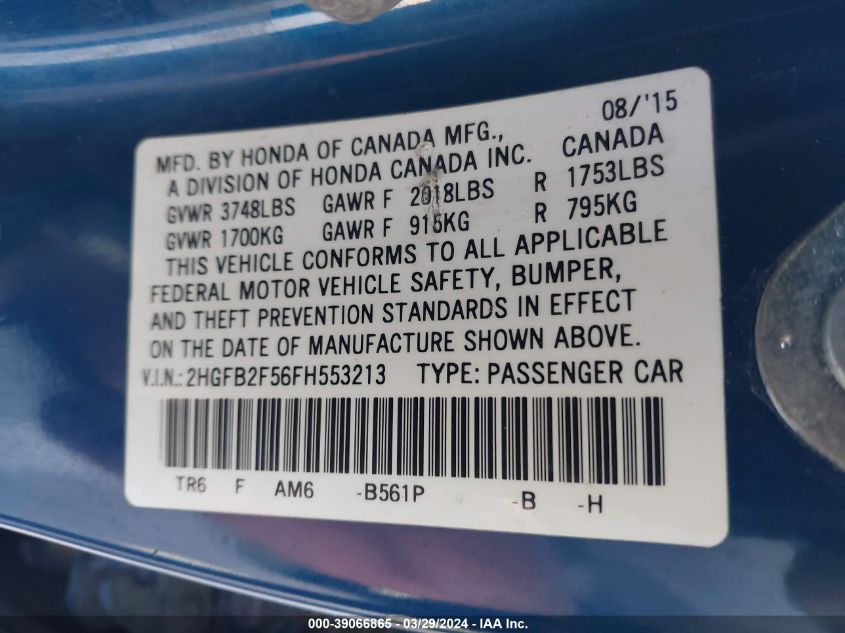 08/'15
MFD. BY HONDA OF CANADA MFG., CANADA
A DIVISION OF HONDA CANADA INC.
GVWR 3748LBS GAWR F 2018LBS R 1753LBS
GVWR 1700KG GAWR F 915KG R 795KG
THIS VEHICLE CONFORMS TO ALL APPLICABLE
FEDERAL MOTOR VEHICLE SAFETY, BUMPER,
AND THEFT PREVENTION STANDARDS IN EFFECT
ON THE DATE OF MANUFACTURE SHOWN ABOVE.
V.I.N.: 2HGFB2F56FH553213 TYPE: PASSENGER CAR
TR6 F AM6 -B561P -B -H
000-39066865 - 03/29/2024 - IAA Inc.